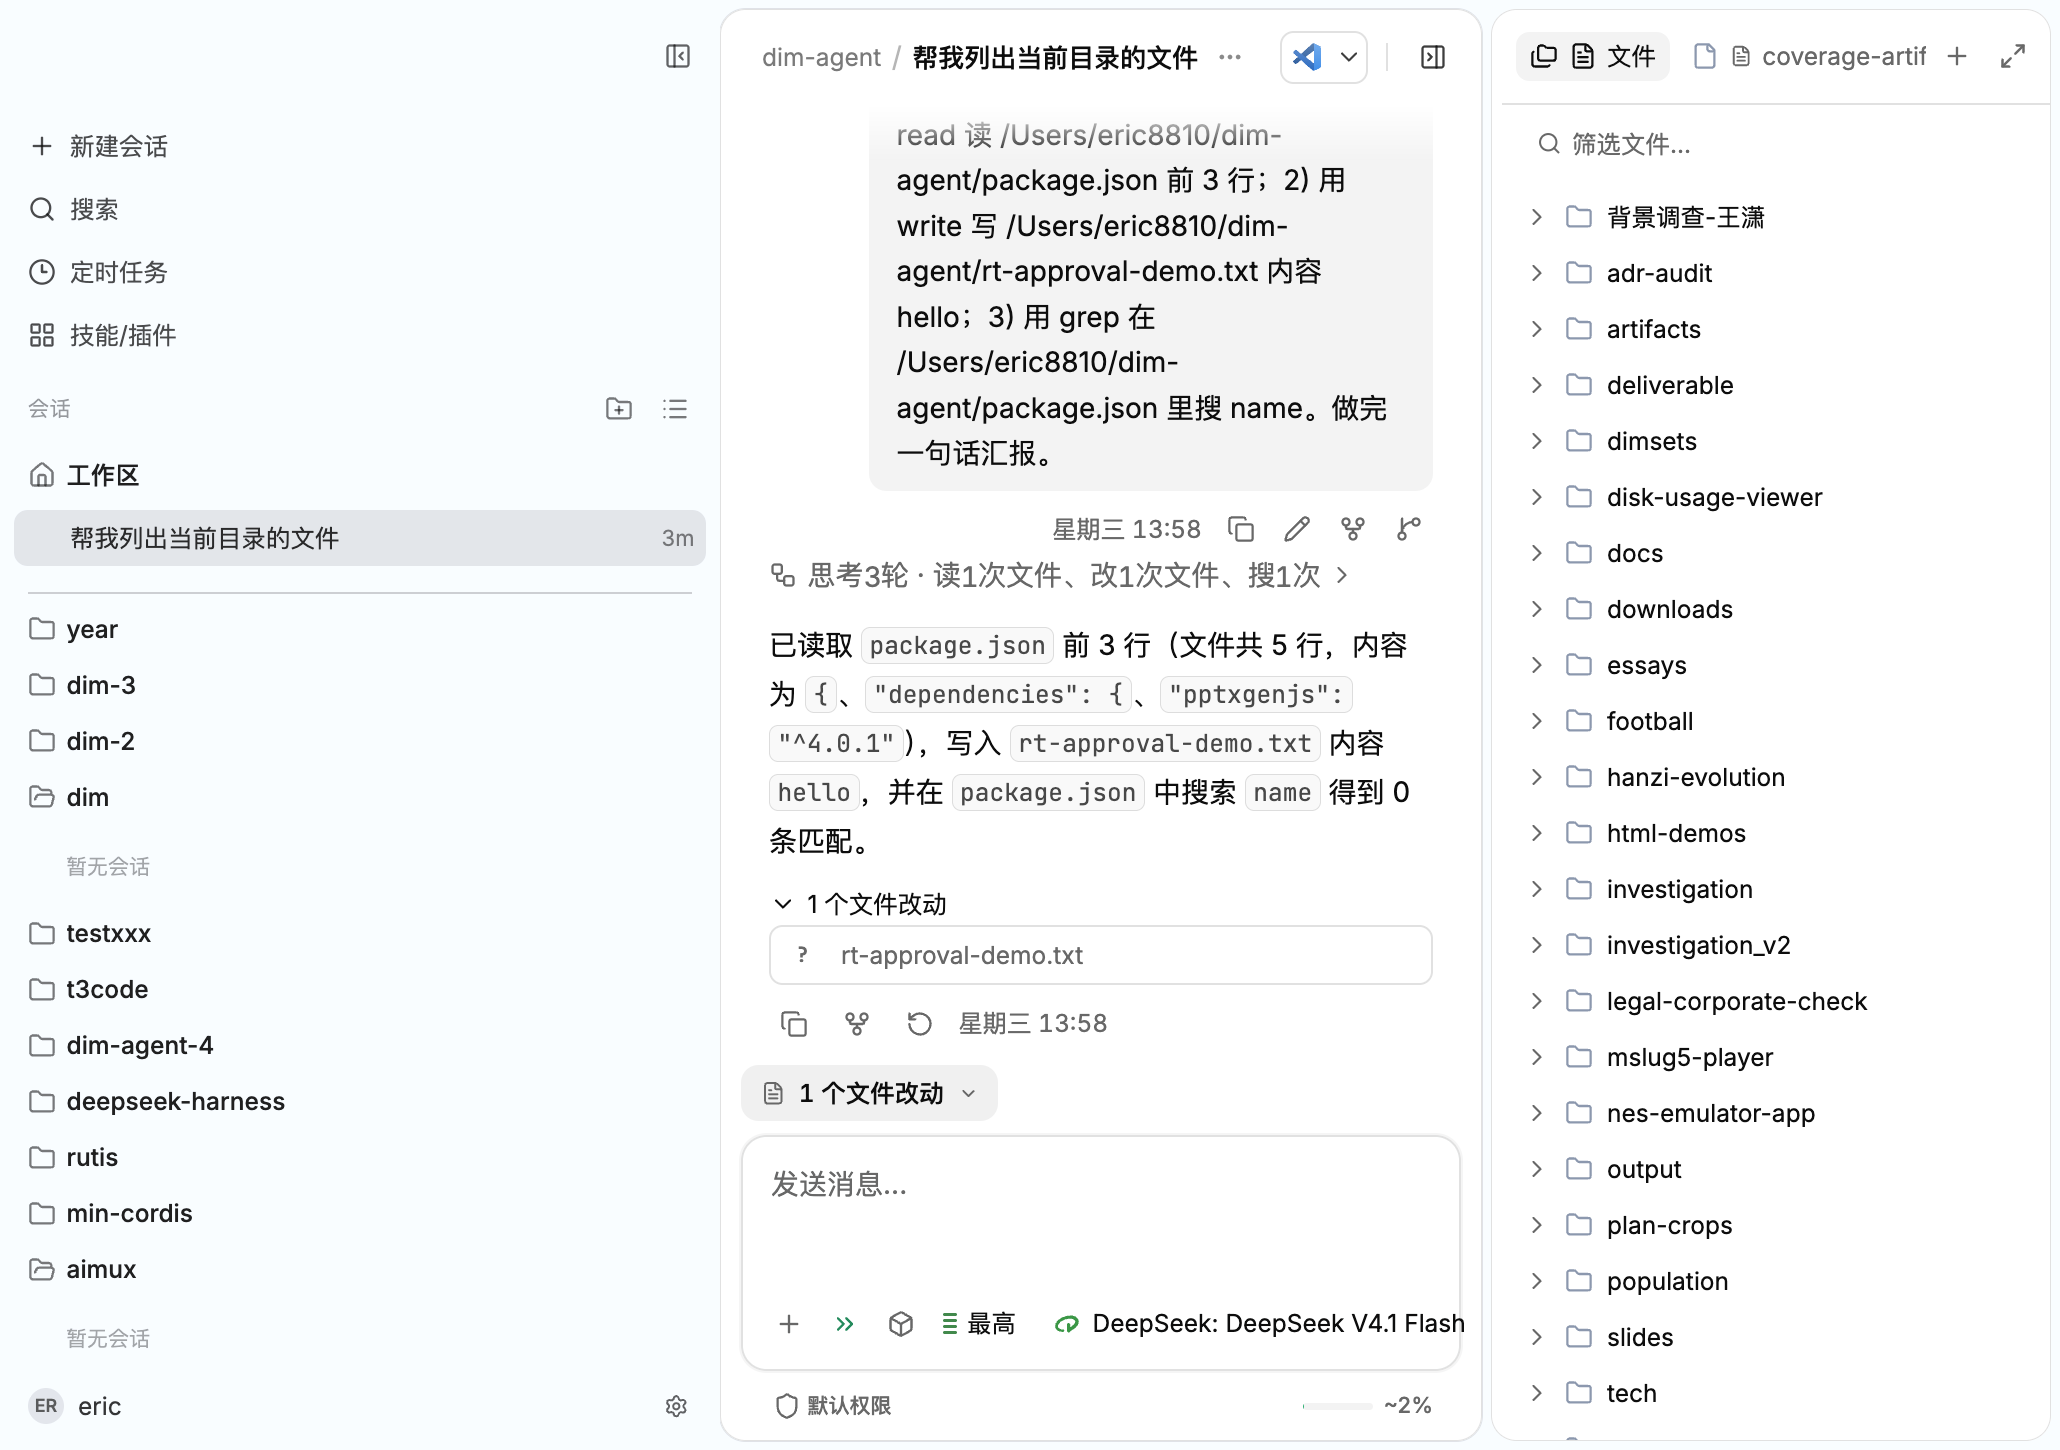 新建会话
搜索
定时任务
技能/插件
会话
工作区
帮我列出当前目录的文件 3m
year
dim-3
dim-2
dim
暂无会话
testxxx
t3code
dim-agent-4
deepseek-harness
rutis
min-cordis
aimux
暂无会话
ER eric
dim-agent / 帮我列出当前目录的文件
read 读 /Users/eric8810/dim-
agent/package.json 前 3 行；2) 用
write 写 /Users/eric8810/dim-
agent/rt-approval-demo.txt 内容
hello；3) 用 grep 在
/Users/eric8810/dim-
agent/package.json 里搜 name。做完
一句话汇报。
星期三 13:58
思考3轮 · 读1次文件、改1次文件、搜1次
已读取 package.json 前 3 行（文件共 5 行，内容
为 {、"dependencies": {、"pptxgenjs":
"^4.0.1"），写入 rt-approval-demo.txt 内容
hello，并在 package.json 中搜索 name 得到 0
条匹配。
1 个文件改动
? rt-approval-demo.txt
星期三 13:58
1 个文件改动
发送消息...
最高 DeepSeek: DeepSeek V4.1 Flash
默认权限 ~2%
文件 coverage-artif
筛选文件...
背景调查-王潇
adr-audit
artifacts
deliverable
dimsets
disk-usage-viewer
docs
downloads
essays
football
hanzi-evolution
html-demos
investigation
investigation_v2
legal-corporate-check
mslug5-player
nes-emulator-app
output
plan-crops
population
slides
tech